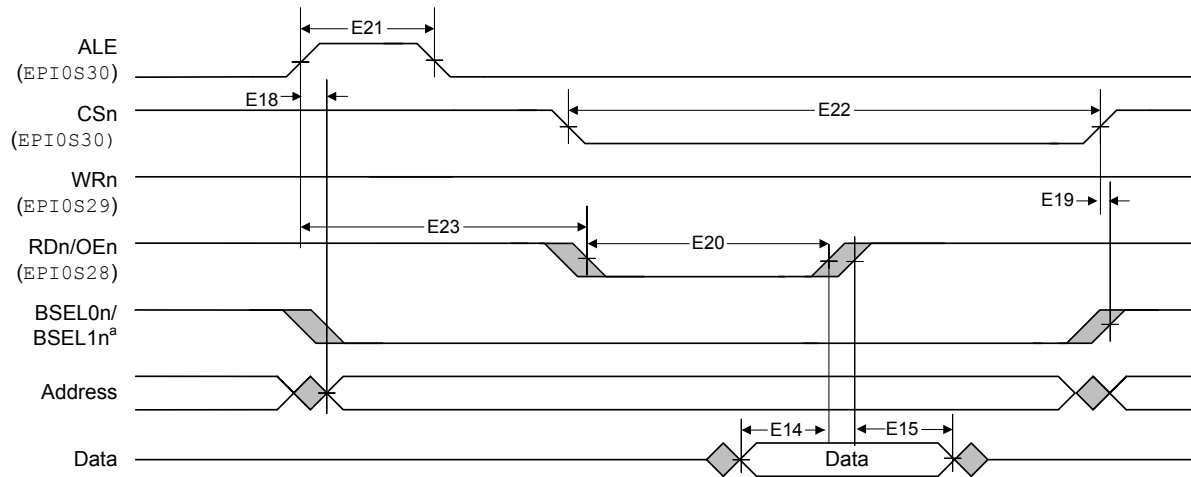 E21
ALE
(EPI0S30)
E18
CSn
E22
(EPI0S30)
WRn
(EPI0S29)
E19
E23
RDn/OEn
E20
(EPI0S28)
BSEL0n/
BSEL1nª
Address
E14
E15
Data
Data